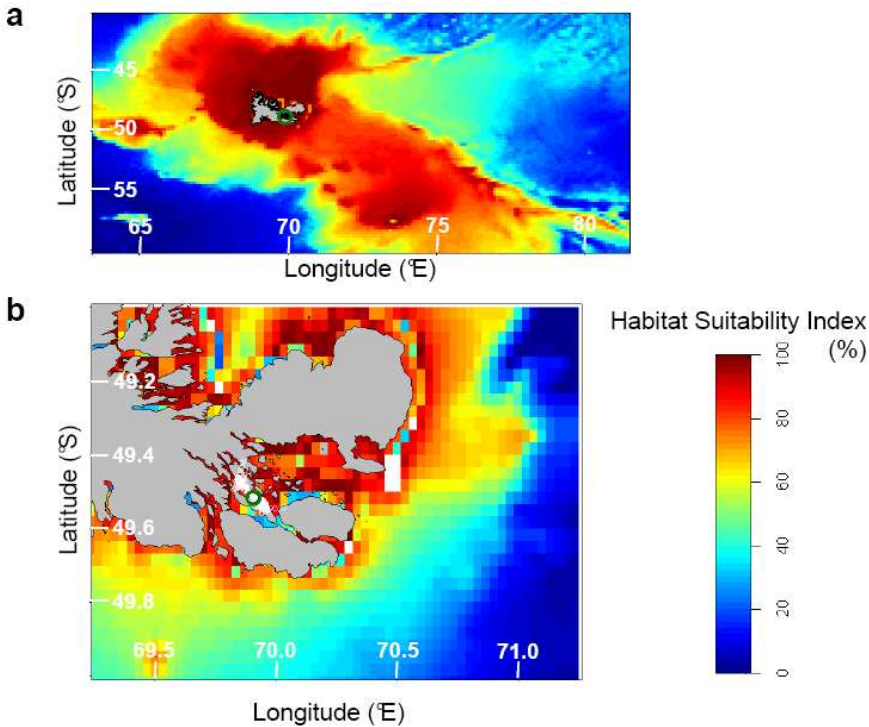 a
Latitude (°S)
45
50
55
65 70 75 80
Longitude (°E)
b
Latitude (°S)
49.2
49.4
49.6
49.8
69.5 70.0 70.5 71.0
Longitude (°E)
Habitat Suitability Index
(%)
100
80
60
40
20
0